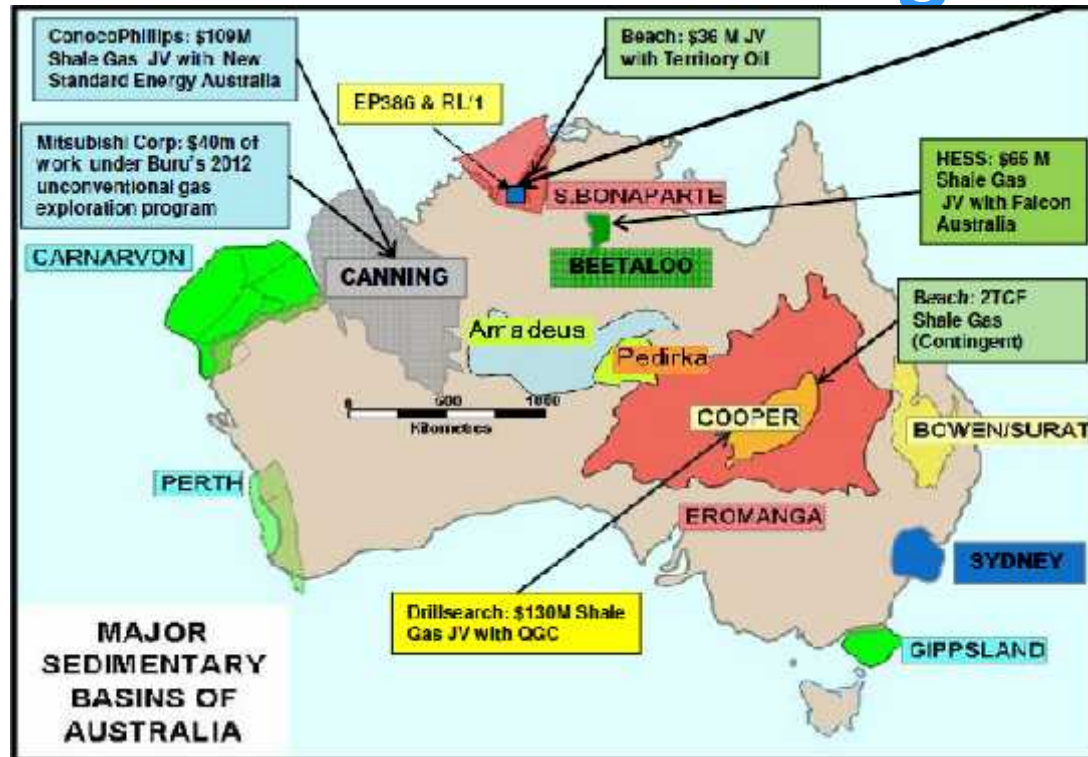 ConocoPhillips: $109M
Shale Gas JV with New
Standard Energy Australia
Beach: $36 M JV
with Territory Oil
EP386 & RL/1
Mitsubishi Corp: $40m of
work under Buru's 2012
unconventional gas
exploration program
HESS: $66 M
Shale Gas
JV with Falcon
Australia
S.BONAPARTE
CARNARVON
CANNING
BEETALOO
Beach: 2TCF
Shale Gas
(Contingent)
Amadeus
Pedirka
0 500 1000
Kilometres
COOPER
BOWEN/SURAT
PERTH
EROMANGA
SYDNEY
Drillsearch: $130M Shale
Gas JV with QGC
GIPPSLAND
MAJOR
SEDIMENTARY
BASINS OF
AUSTRALIA